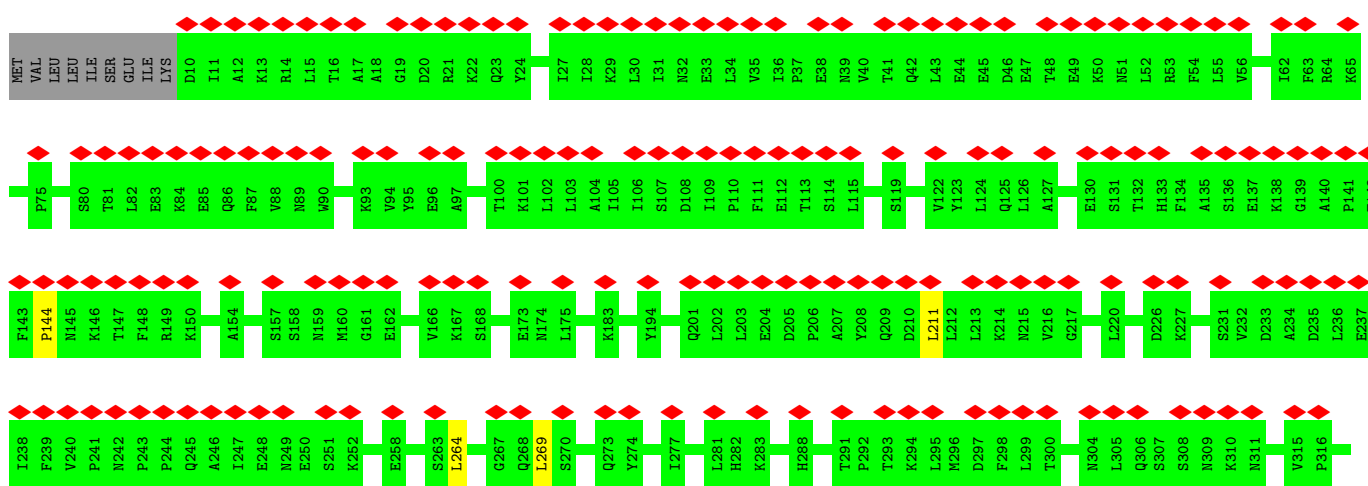 MET VAL LEU LEU ILE SER GLU ILE LYS D10 I11 A12 K13 R14 L15 T16 A17 A18 G19 D20 R21 K22 Q23 Y24 I27 I28 K29 L30 I31 N32 E33 L34 V35 I36 P37 E38 N39 V40 T41 Q42 L43 E44 E45 D46 E47 T48 E49 K50 N51 L52 R53 F54 L55 V56 I62 F63 R64 K65
P75 S80 T81 L82 E83 K84 E85 Q86 F87 V88 N89 W90 K93 V94 Y95 E96 A97 T100 K101 L102 L103 A104 I105 I106 S107 D108 I109 P110 F111 E112 T113 S114 L115 S119 V122 Y123 L124 Q125 L126 A127 E130 S131 T132 H133 F134 A135 S136 E137 K138 G139 A140 P141
F143 P144 N145 K146 T147 F148 R149 K150 A154 S157 S158 N159 M160 G161 E162 V166 K167 S168 E173 N174 L175 K183 Y194 Q201 L202 L203 E204 D205 P206 A207 Y208 Q209 D210 L211 L212 L213 K214 N215 V216 G217 L220 D226 K227 S231 V232 D233 A234 D235 L236 E237
I238 F239 V240 P241 N242 P243 P244 Q245 A246 I247 E248 N249 E250 S251 K252 E258 S263 L264 G267 Q268 L269 S270 Q273 Y274 I277 L281 H282 K283 H288 T291 P292 T293 K294 L295 M296 D297 F298 L299 T300 N304 L305 Q306 S307 S308 N309 K310 N311 V315 P316